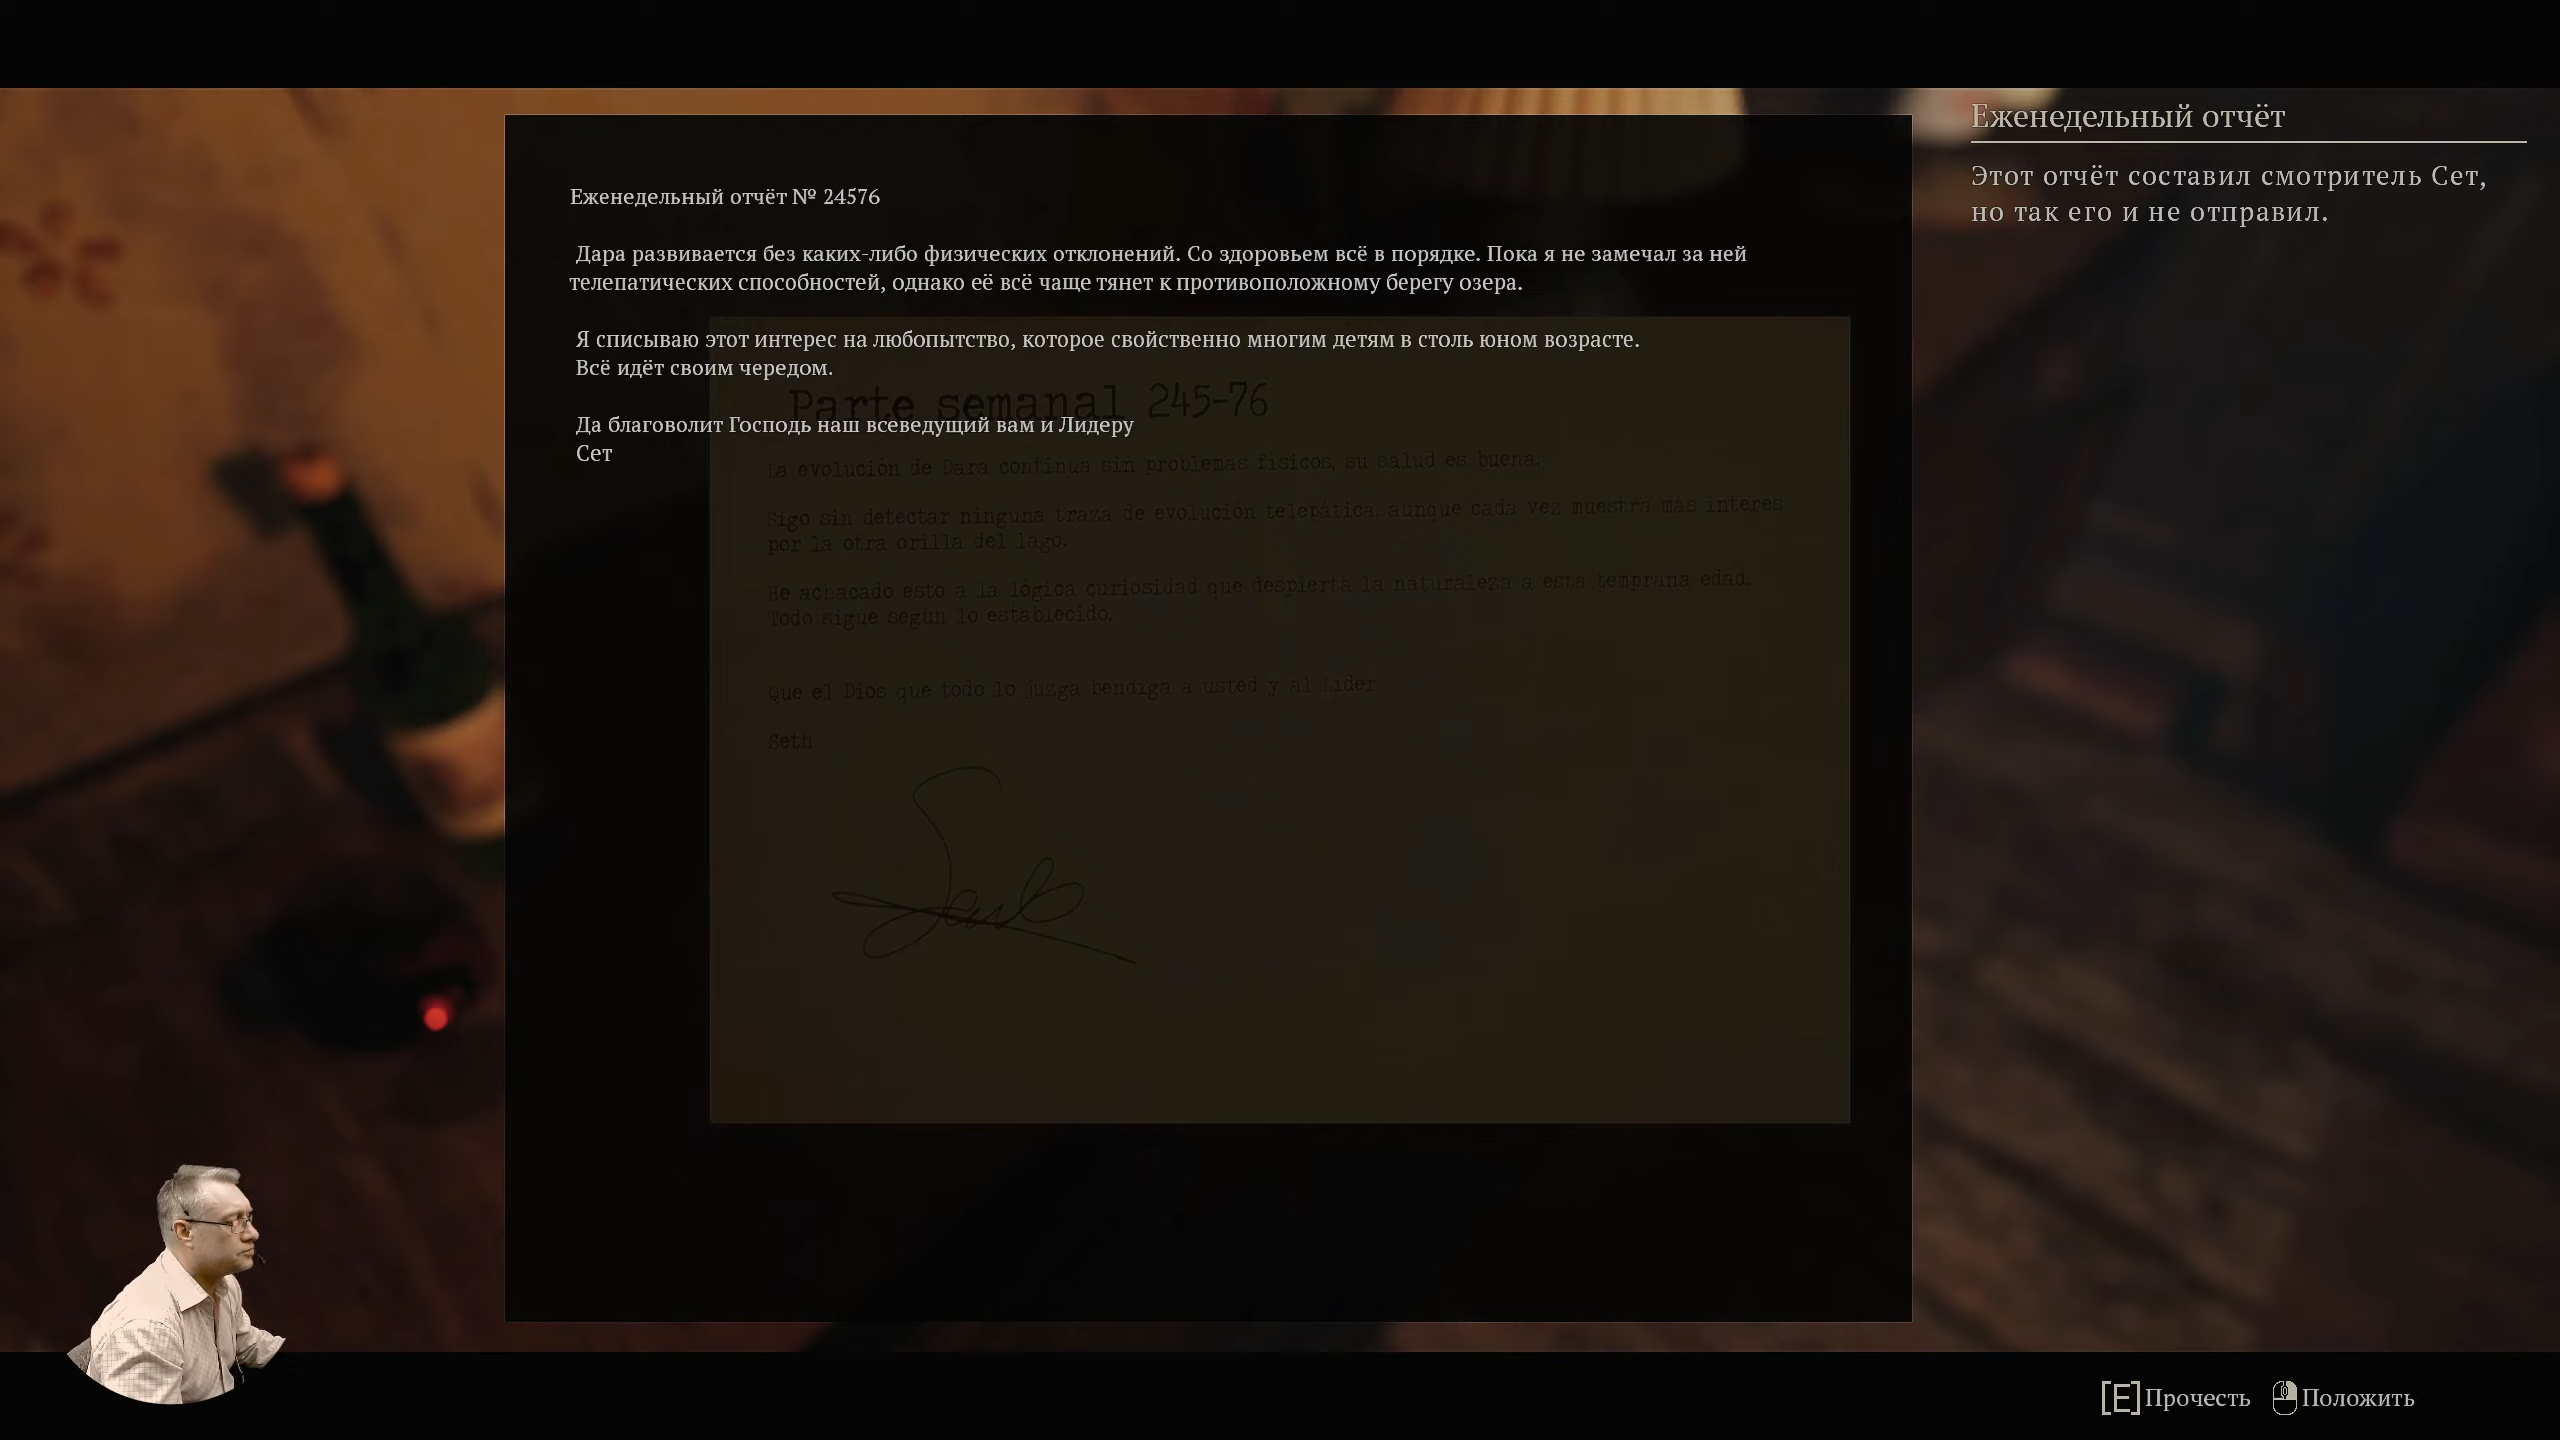 Еженедельный отчёт
Этот отчёт составил смотритель Сет,
но так его и не отправил.
Еженедельный отчёт № 24576
Дара развивается без каких-либо физических отклонений. Со здоровьем всё в порядке. Пока я не замечал за ней
телепатических способностей, однако её всё чаще тянет к противоположному берегу озера.
Я списываю этот интерес на любопытство, которое свойственно многим детям в столь юном возрасте.
Всё идёт своим чередом.
Да благоволит Господь наш всеведущий вам и Лидеру
Сет
Parte semanal 245-76
La evolución de Dara continua sin problemas físicos, su salud es buena.
Sigo sin detectar ninguna traza de evolución telepática, aunque cada vez muestra más interes
por la otra orilla del lago.
He achacado esto a la lógica curiosidad que despierta la naturaleza a esta temprana edad.
Todo sigue según lo establecido.
Que el Dios que todo lo juzga bendiga a usted y al Lider
Seth
[E] Прочесть Положить